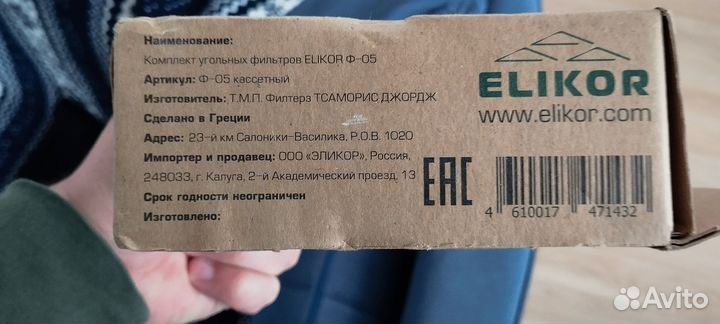 Наименование:
Комплект угольных фильтров ELIKOR Ф-05
Артикул: Ф-05 кассетный
Изготовитель: Т.М.П. Филтерз ТСАМОРИС ДЖОРДЖ
Сделано в Греции
Адрес: 23-й км Салоники-Василика, P.O.B. 1020
Импортер и продавец: ООО «ЭЛИКОР», Россия,
248033, г. Калуга, 2-й Академический проезд, 13
Срок годности неограничен
Изготовлено:
ELIKOR
www.elikor.com
EAC
4 610017 471432
Avito